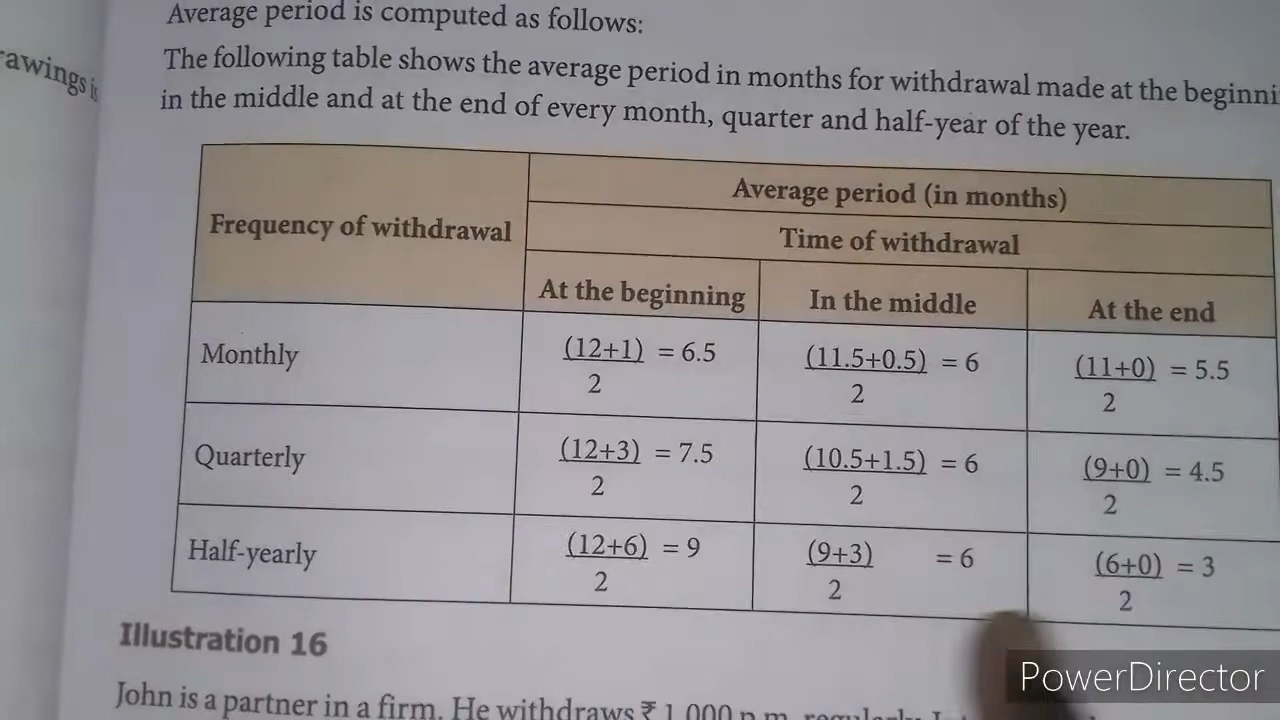 Average period is computed as follows:
awings is
The following table shows the average period in months for withdrawal made at the beginni
in the middle and at the end of every month, quarter and half-year of the year.
Frequency of withdrawal
Average period (in months)
Time of withdrawal
At the beginning In the middle At the end
Monthly
(12+1) = 6.5 (11.5+0.5) = 6 (11+0) = 5.5
2 2 2
Quarterly
(12+3) = 7.5 (10.5+1.5) = 6 (9+0) = 4.5
2 2 2
Half-yearly
(12+6) = 9 (9+3) = 6 (6+0) = 3
2 2 2
Illustration 16
John is a partner in a firm. He withdraws ₹ 1,000 p.m. regularly.
PowerDirector